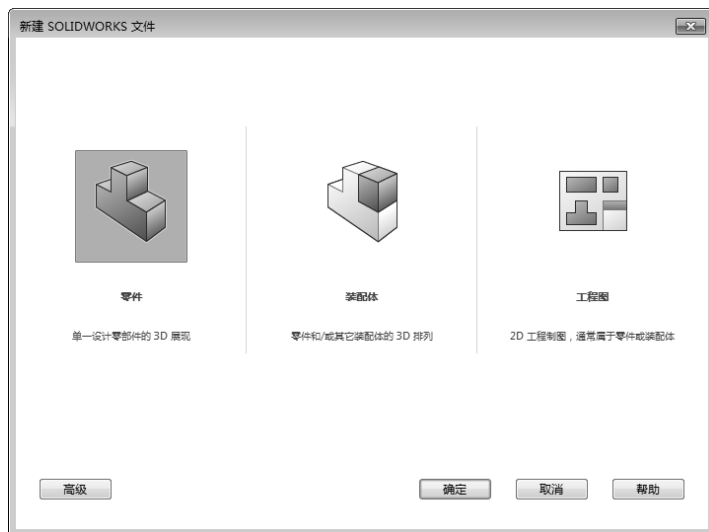 新建 SOLIDWORKS 文件
零件
单一设计零部件的 3D 展现
装配体
零件和/或其它装配体的 3D 排列
工程图
2D 工程制图，通常属于零件或装配体
高级
确定
取消
帮助